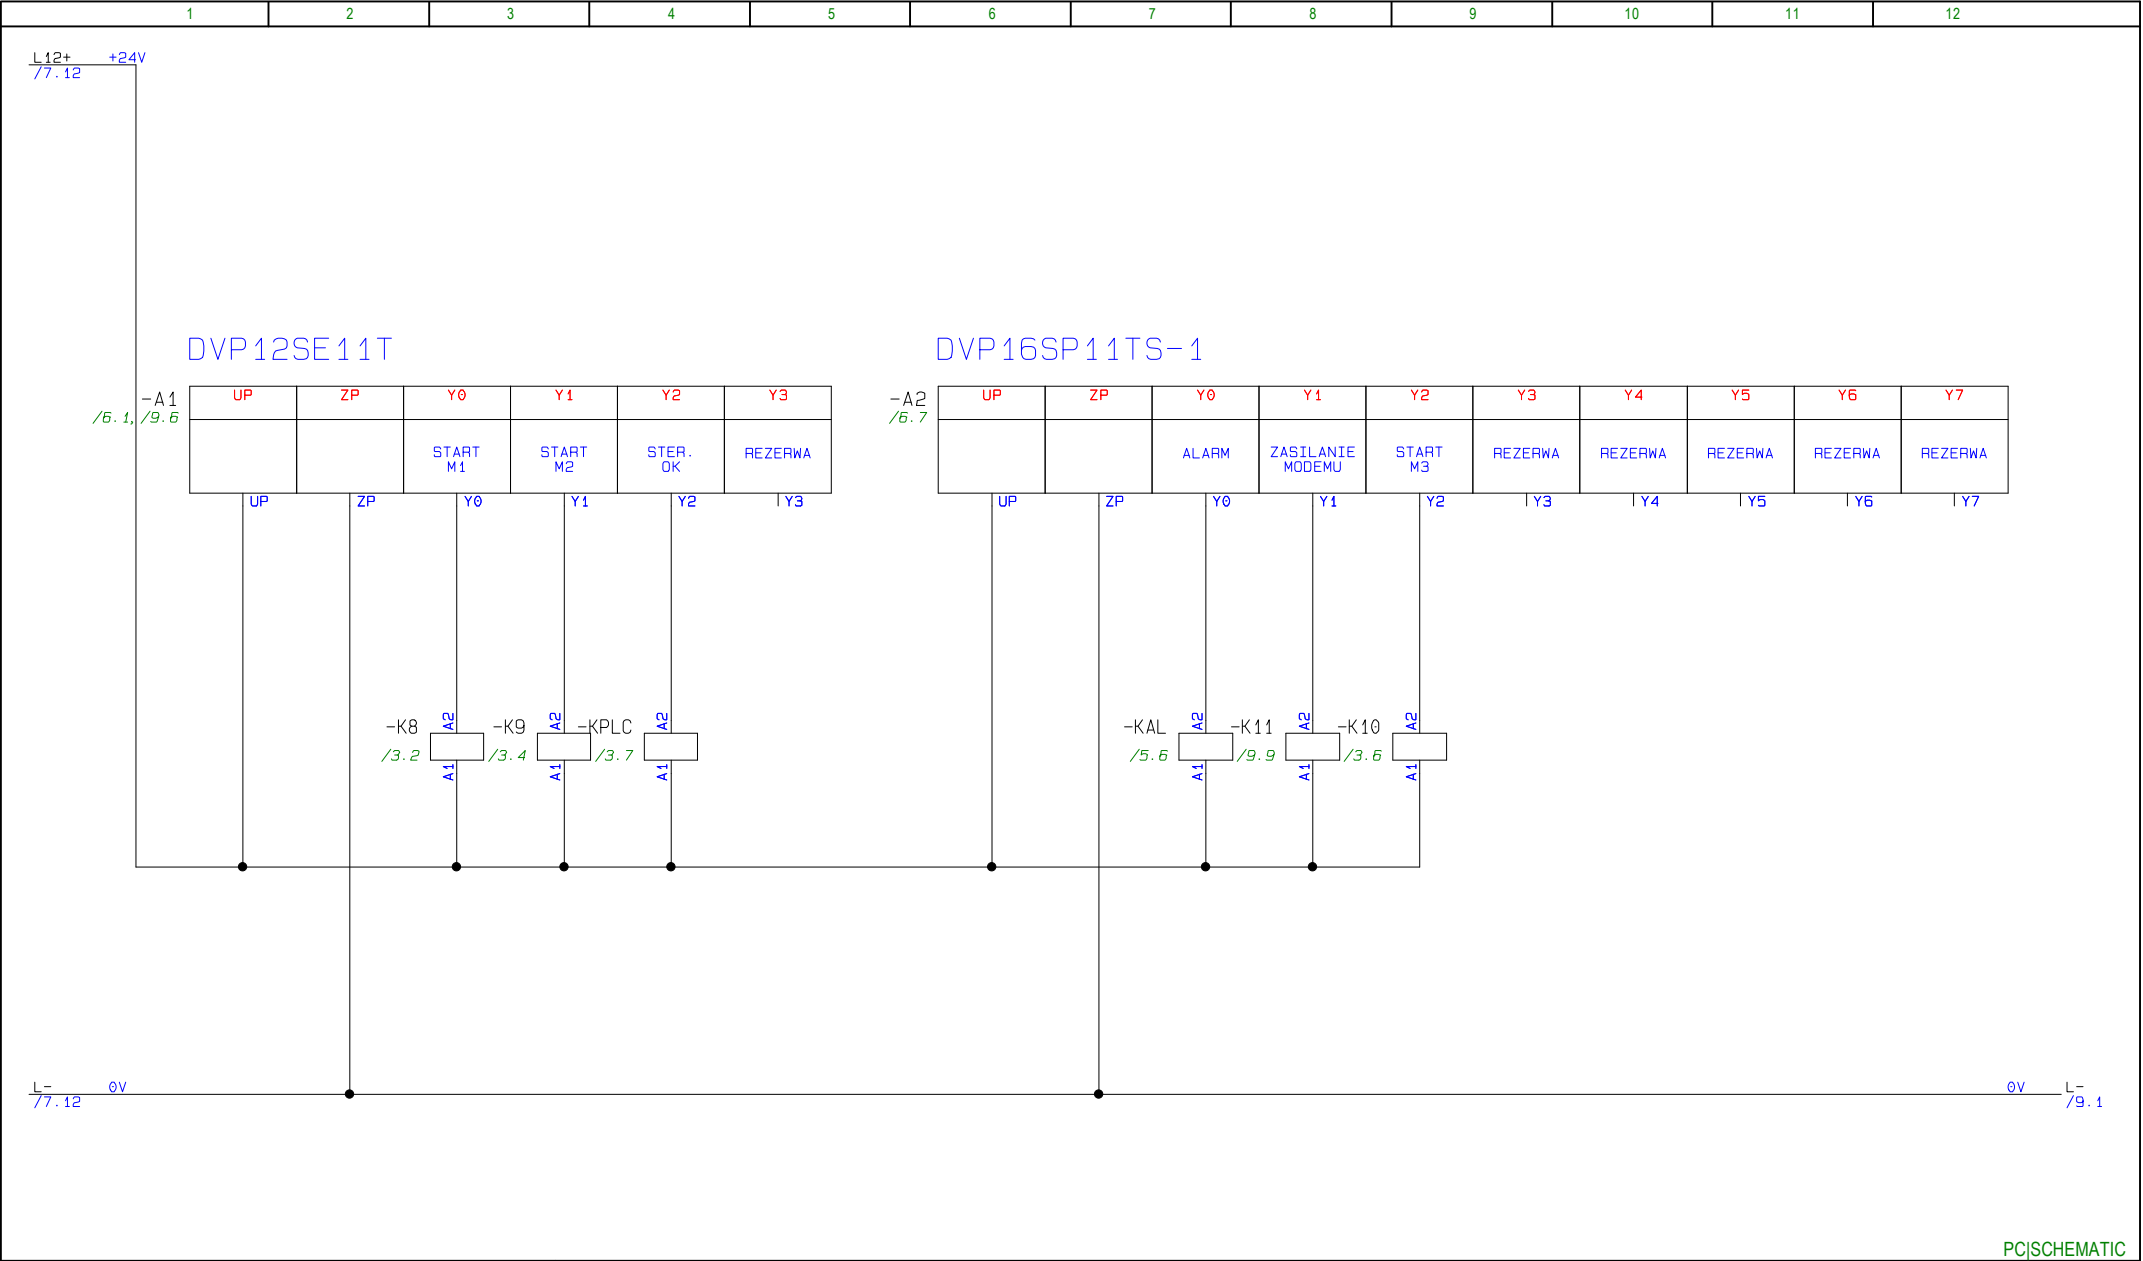 1 2 3 4 5 6 7 8 9 10 11 12
L12+ +24V
/7.12
DVP12SE11T DVP16SP11TS-1
-A1 UP ZP Y0 Y1 Y2 Y3
/6.1, /9.6
START
M1
START
M2
STER.
OK
REZERWA
UP ZP Y0 Y1 Y2 Y3
-A2 UP ZP Y0 Y1 Y2 Y3 Y4 Y5 Y6 Y7
/6.7
ALARM
ZASILANIE
MODEMU
START
M3
REZERWA REZERWA REZERWA REZERWA REZERWA
UP ZP Y0 Y1 Y2 Y3 Y4 Y5 Y6 Y7
-K8 A2
/3.2 A1
-K9 A2
/3.4 A1
-KPLC A2
/3.7 A1
-KAL A2
/5.6 A1
-K11 A2
/9.9 A1
-K10 A2
/3.6 A1
L- 0V
/7.12
0V L-
/9.1
PC|SCHEMATIC